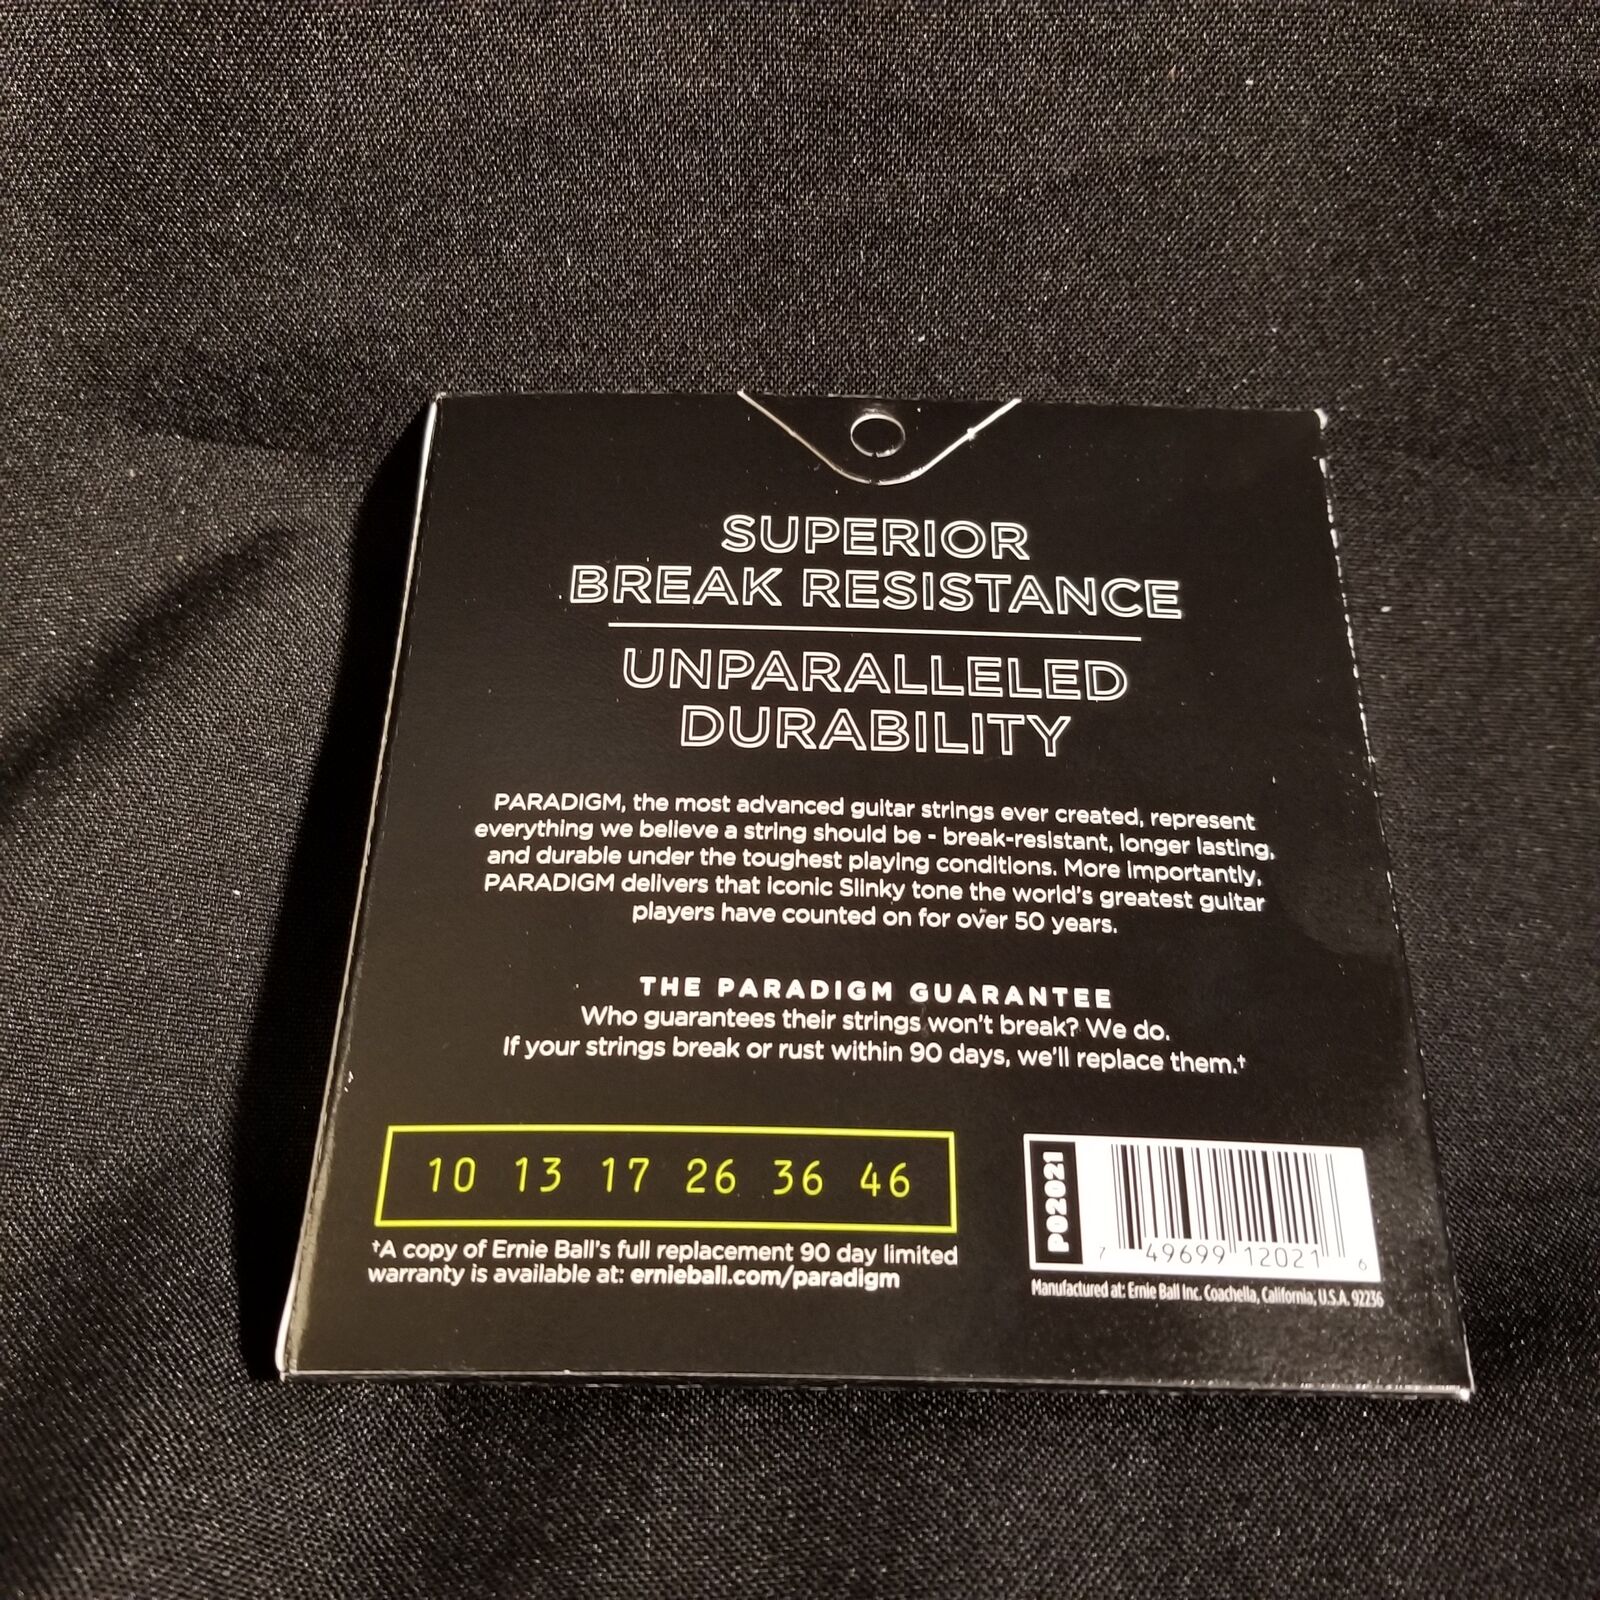 SUPERIOR
BREAK RESISTANCE
UNPARALLELED
DURABILITY
PARADIGM, the most advanced guitar strings ever created, represent
everything we believe a string should be - break-resistant, longer lasting,
and durable under the toughest playing conditions. More importantly,
PARADIGM delivers that iconic Slinky tone the world's greatest guitar
players have counted on for over 50 years.
THE PARADIGM GUARANTEE
Who guarantees their strings won't break? We do.
If your strings break or rust within 90 days, we'll replace them.†
10 13 17 26 36 46
†A copy of Ernie Ball's full replacement 90 day limited
warranty is available at: ernieball.com/paradigm
P02021
7 49699 12021 6
Manufactured at: Ernie Ball Inc. Coachella, California, U.S.A. 92236